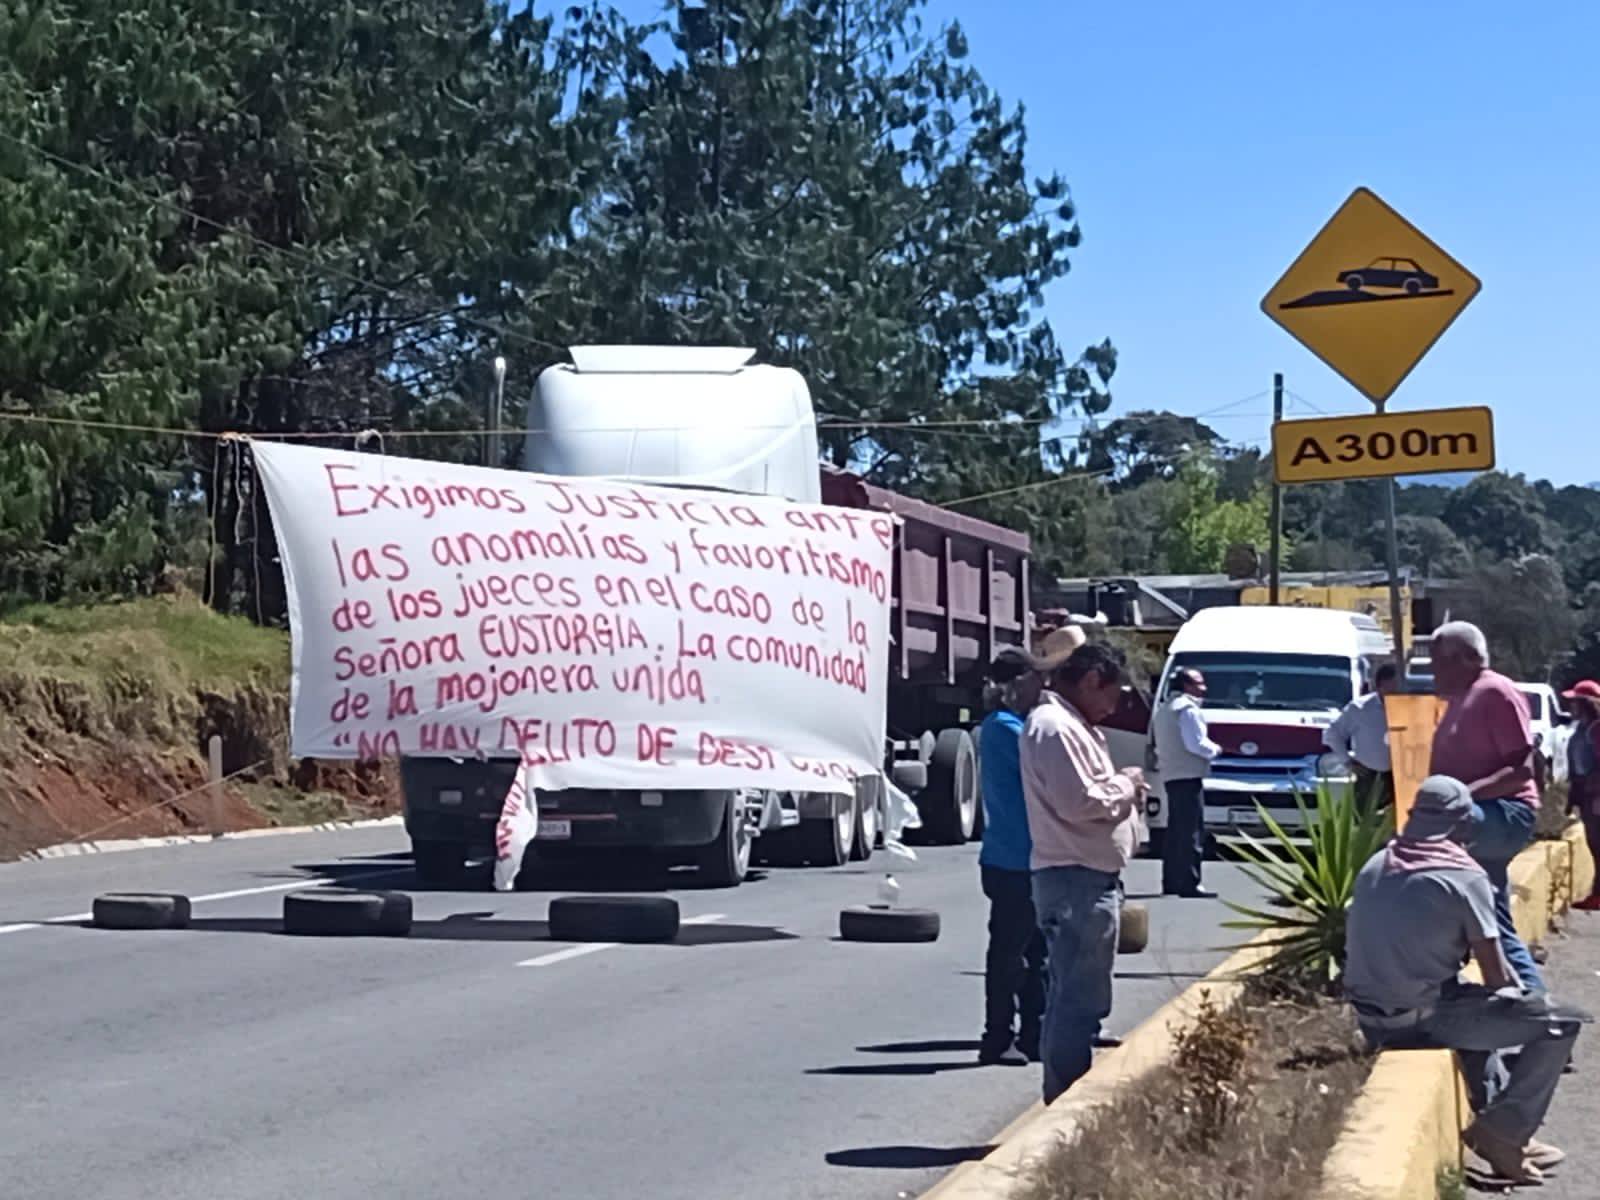 Exigimos Justicia ante
las anomalías y favoritismo
de los jueces en el caso de la
Señora EUSTORGIA. La comunidad
de la mojonera unida
"NO HAY DELITO DE
A300m